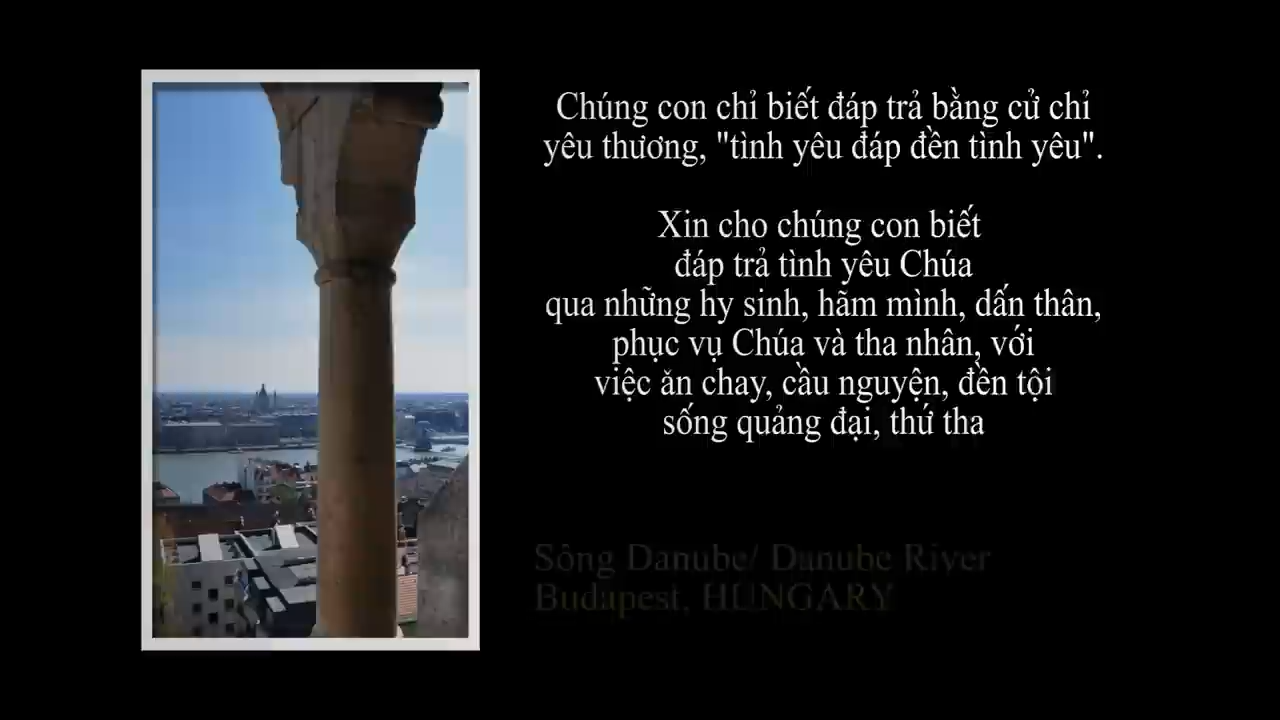 Chúng con chỉ biết đáp trả bằng cử chỉ
yêu thương, "tình yêu đáp đền tình yêu".
Xin cho chúng con biết
đáp trả tình yêu Chúa
qua những hy sinh, hãm mình, dấn thân,
phục vụ Chúa và tha nhân, với
việc ăn chay, cầu nguyện, đền tội
sống quảng đại, thứ tha
Sông Danube/ Danube River
Budapest, HUNGARY